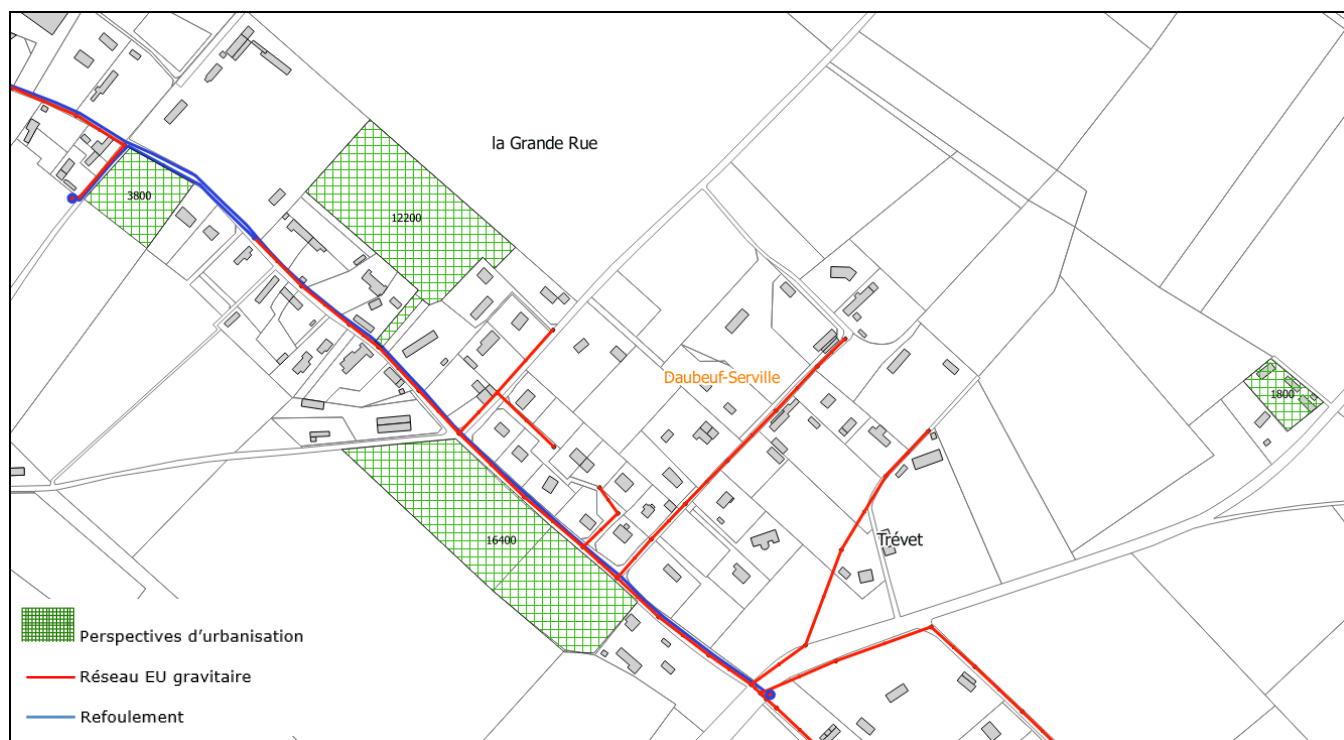 la Grande Rue
3800
12200
Daubeuf-Serville
1800
16400
Trévet
Perspectives d'urbanisation
Réseau EU gravitaire
Refoulement